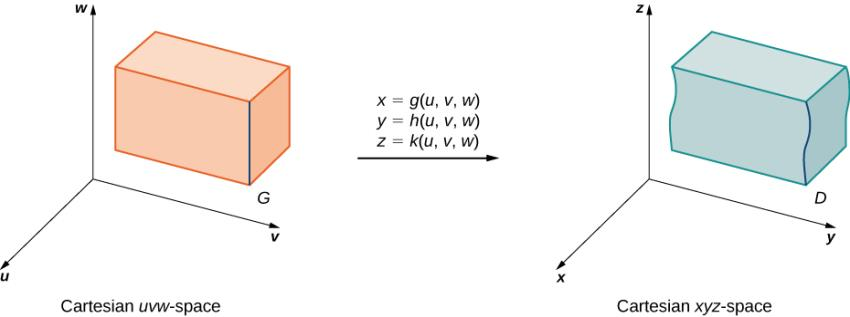 w
G
v
u
Cartesian uvw-space
x = g(u, v, w)
y = h(u, v, w)
z = k(u, v, w)
z
D
y
x
Cartesian xyz-space